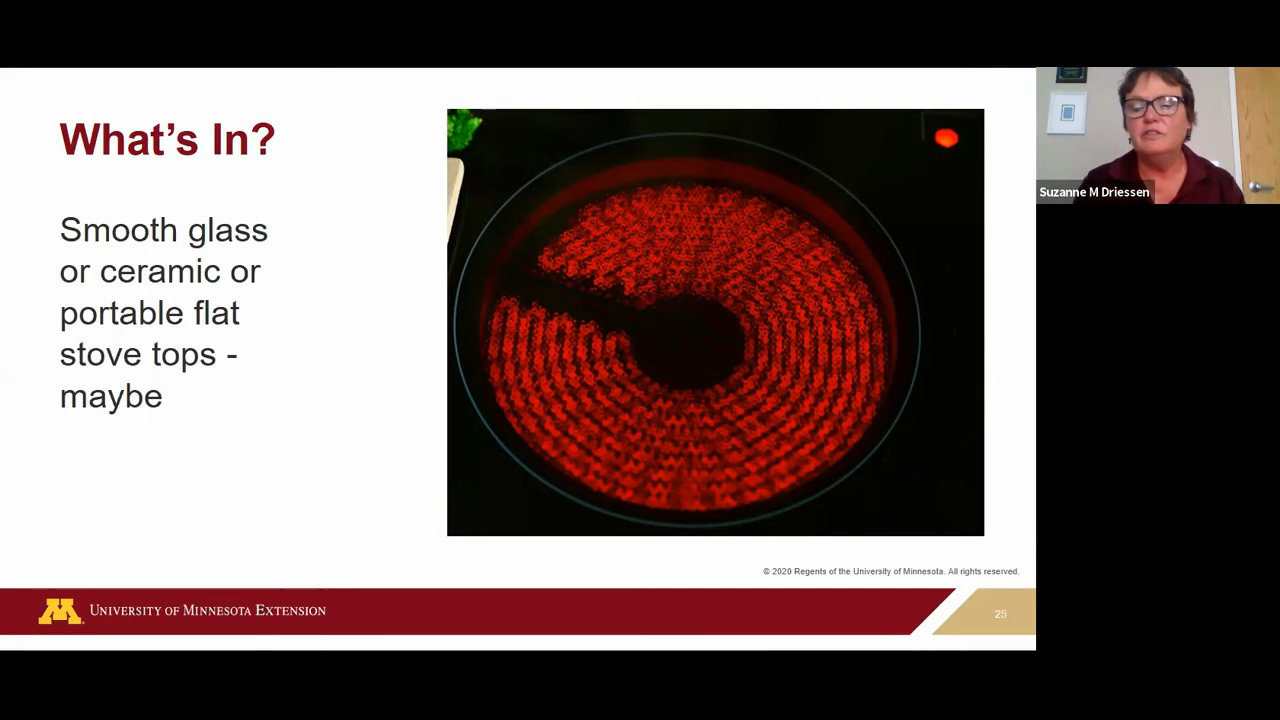 What's In?
Smooth glass
or ceramic or
portable flat
stove tops -
maybe
Suzanne M Driessen
© 2020 Regents of the University of Minnesota. All rights reserved.
M
UNIVERSITY OF MINNESOTA EXTENSION
25